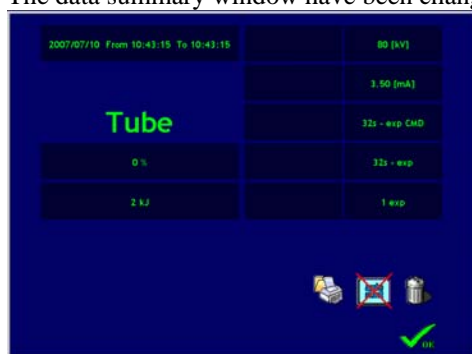 The data summary window have been chang
2007/07/10 From 10:43:15 To 10:43:15
80 [kV]
3.50 [mA]
Tube
32s - exp CMD
0 %
32s - exp
2 kJ
1 exp
OK